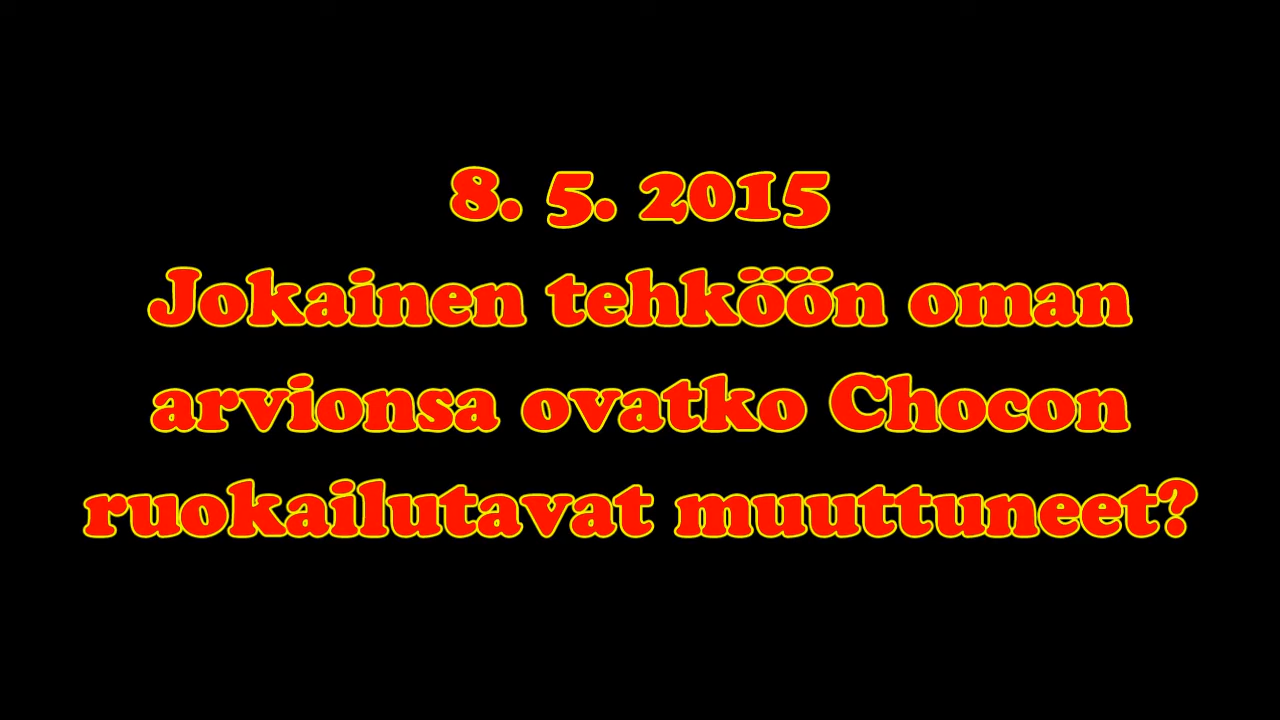 8. 5. 2015
Jokainen tehköön oman
arvionsa ovatko Chocon
ruokailutavat muuttuneet?